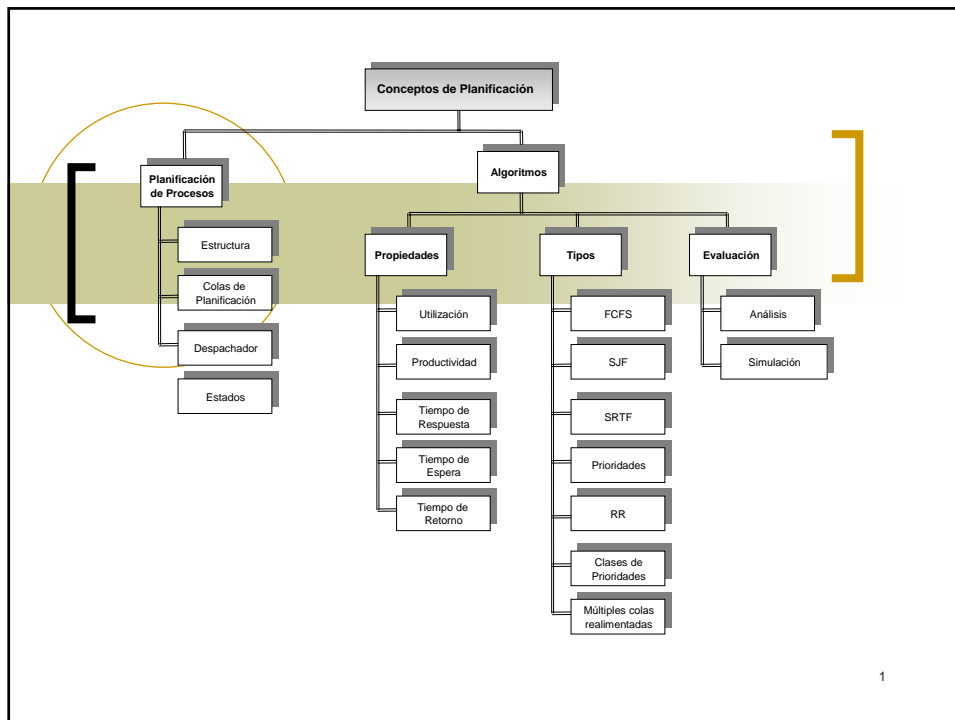 Conceptos de Planificación
Planificación
de Procesos
Estructura
Colas de
Planificación
Despachador
Estados
Algoritmos
Propiedades
Utilización
Productividad
Tiempo de
Respuesta
Tiempo de
Espera
Tiempo de
Retorno
Tipos
FCFS
SJF
SRTF
Prioridades
RR
Clases de
Prioridades
Múltiples colas
realimentadas
Evaluación
Análisis
Simulación
1